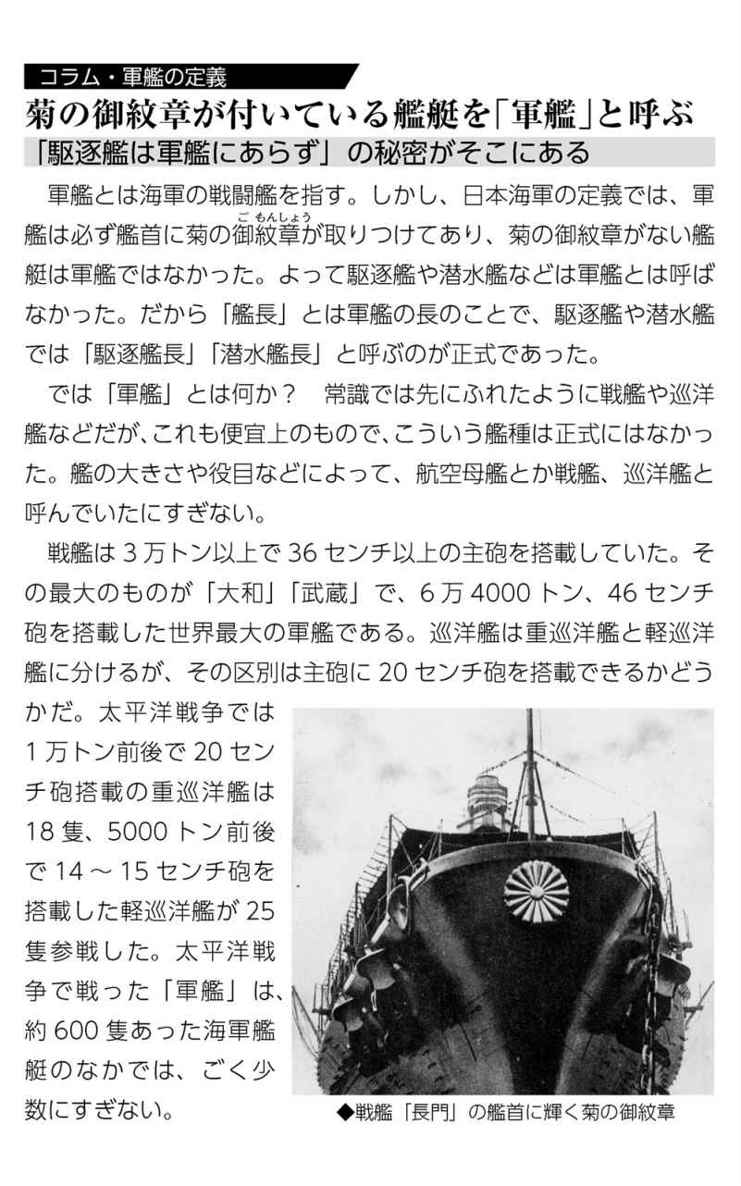 コラム・軍艦の定義
菊の御紋章が付いている艦艇を「軍艦」と呼ぶ
「駆逐艦は軍艦にあらず」の秘密がそこにある
軍艦とは海軍の戦闘艦を指す。しかし、日本海軍の定義では、軍
ご もんしょう
艦は必ず艦首に菊の御紋章が取りつけてあり、菊の御紋章がない艦
艇は軍艦ではなかった。よって駆逐艦や潜水艦などは軍艦とは呼ば
なかった。だから「艦長」とは軍艦の長のことで、駆逐艦や潜水艦
では「駆逐艦長」「潜水艦長」と呼ぶのが正式であった。
では「軍艦」とは何か？　常識では先にふれたように戦艦や巡洋
艦などだが、これも便宜上のもので、こういう艦種は正式にはなかっ
た。艦の大きさや役目などによって、航空母艦とか戦艦、巡洋艦と
呼んでいたにすぎない。
戦艦は３万トン以上で 36 センチ以上の主砲を搭載していた。そ
の最大のものが「大和」「武蔵」で、６万 4000 トン、46 センチ
砲を搭載した世界最大の軍艦である。巡洋艦は重巡洋艦と軽巡洋
艦に分けるが、その区別は主砲に 20 センチ砲を搭載できるかどう
かだ。太平洋戦争では
１万トン前後で 20 セン
チ砲搭載の重巡洋艦は
18 隻、5000 トン前後
で 14 ～ 15 センチ砲を
搭載した軽巡洋艦が 25
隻参戦した。太平洋戦
争で戦った「軍艦」は、
約 600 隻あった海軍艦
艇のなかでは、ごく少
数にすぎない。
◆戦艦「長門」の艦首に輝く菊の御紋章